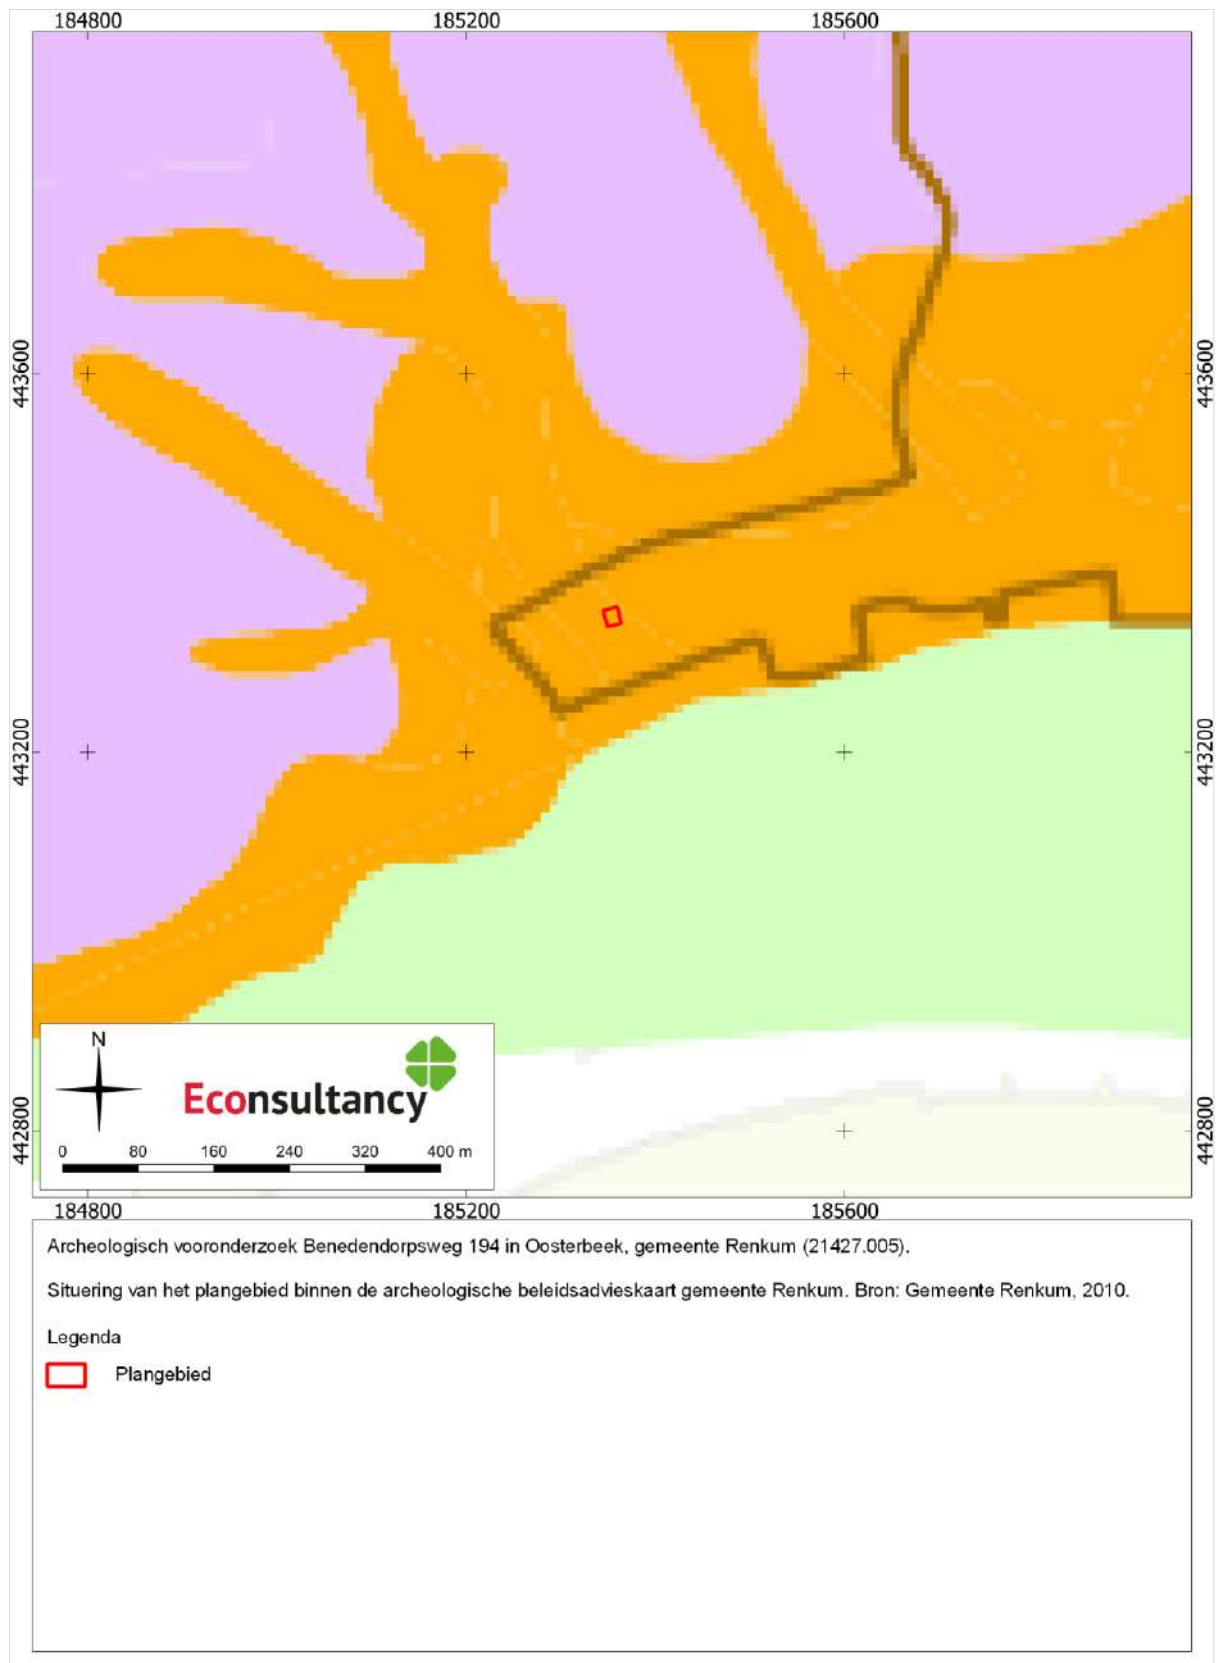 184800 185200 185600
443600 443600
443200 443200
442800 442800
N
Econsultancy
0 80 160 240 320 400 m
184800 185200 185600
Archeologisch vooronderzoek Benedendorpsweg 194 in Oosterbeek, gemeente Renkum (21427.005).
Situering van het plangebied binnen de archeologische beleidsadvieskaart gemeente Renkum. Bron: Gemeente Renkum, 2010.
Legenda
Plangebied